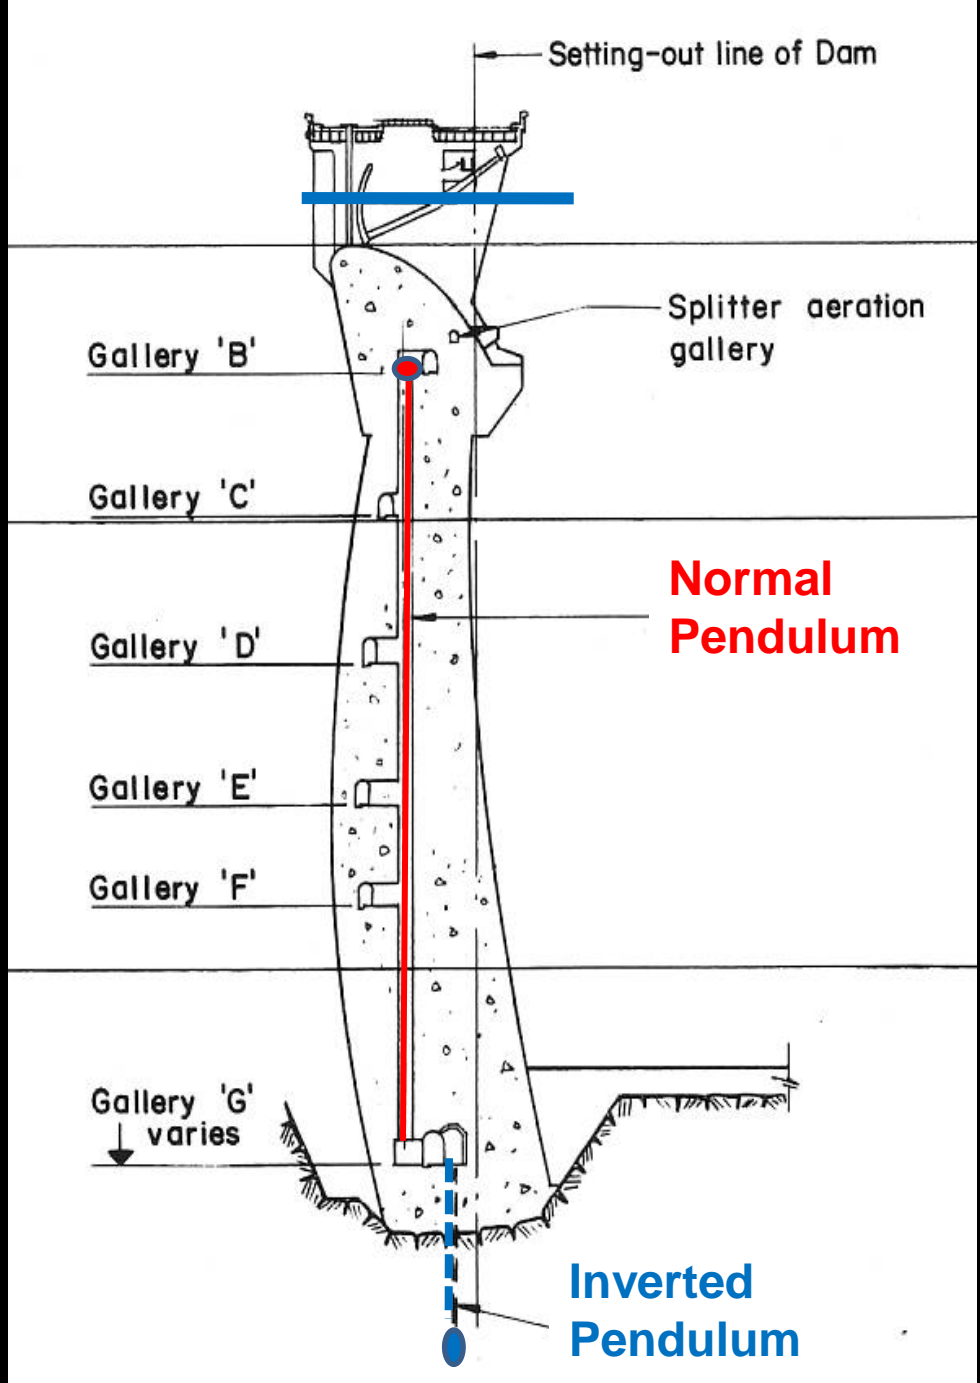 Setting-out line of Dam
Splitter aeration
gallery
Gallery 'B'
Gallery 'C'
Normal
Pendulum
Gallery 'D'
Gallery 'E'
Gallery 'F'
Gallery 'G'
varies
Inverted
Pendulum